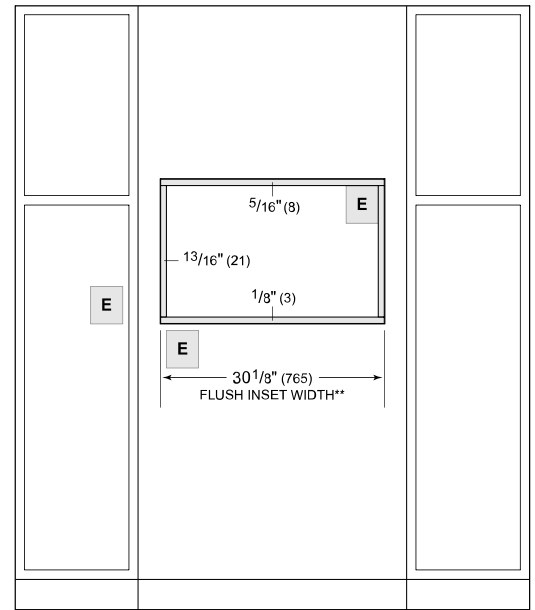 5/16" (8)
E
13/16" (21)
1/8" (3)
E
E
30 1/8" (765)
FLUSH INSET WIDTH**